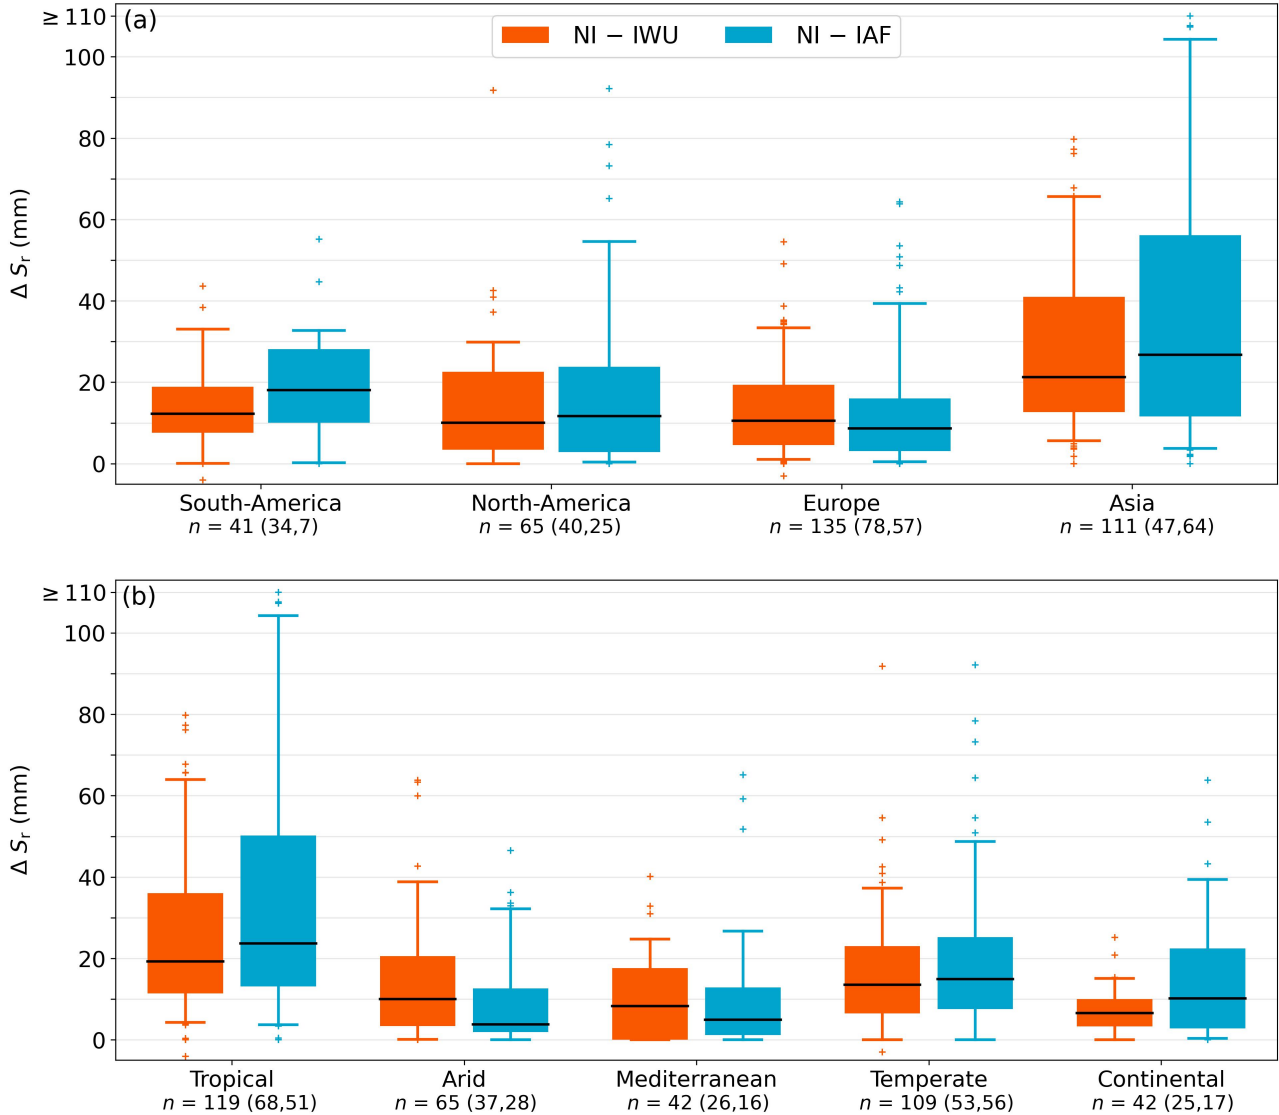 (a)
NI − IWU
NI − IAF
≥ 110
100
80
60
40
20
0
Δ Sr (mm)
South-America
n = 41 (34,7)
North-America
n = 65 (40,25)
Europe
n = 135 (78,57)
Asia
n = 111 (47,64)
(b)
≥ 110
100
80
60
40
20
0
Δ Sr (mm)
Tropical
n = 119 (68,51)
Arid
n = 65 (37,28)
Mediterranean
n = 42 (26,16)
Temperate
n = 109 (53,56)
Continental
n = 42 (25,17)